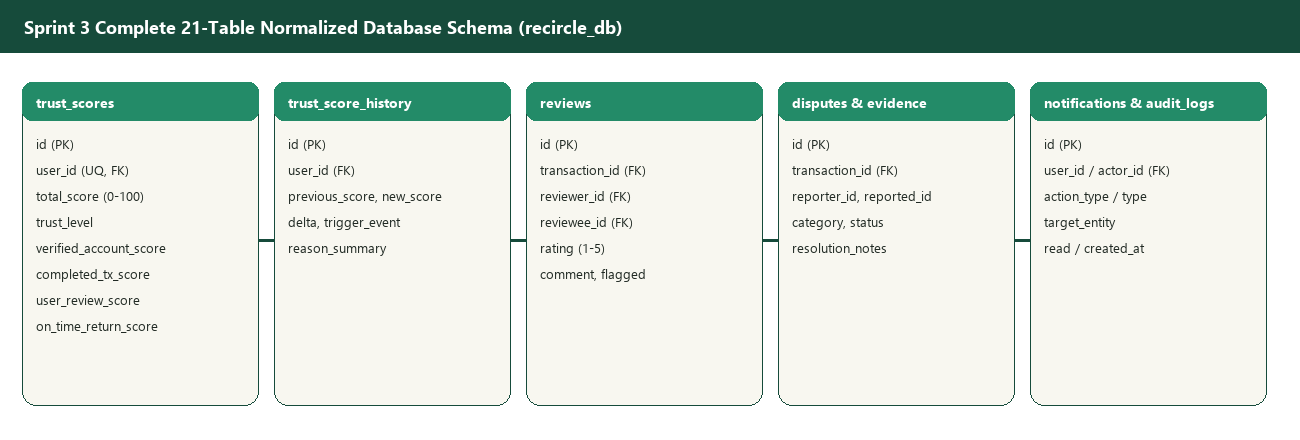 Sprint 3 Complete 21-Table Normalized Database Schema (recircle_db)
trust_scores
id (PK)
user_id (UQ, FK)
total_score (0-100)
trust_level
verified_account_score
completed_tx_score
user_review_score
on_time_return_score
trust_score_history
id (PK)
user_id (FK)
previous_score, new_score
delta, trigger_event
reason_summary
reviews
id (PK)
transaction_id (FK)
reviewer_id (FK)
reviewee_id (FK)
rating (1-5)
comment, flagged
disputes & evidence
id (PK)
transaction_id (FK)
reporter_id, reported_id
category, status
resolution_notes
notifications & audit_logs
id (PK)
user_id / actor_id (FK)
action_type / type
target_entity
read / created_at